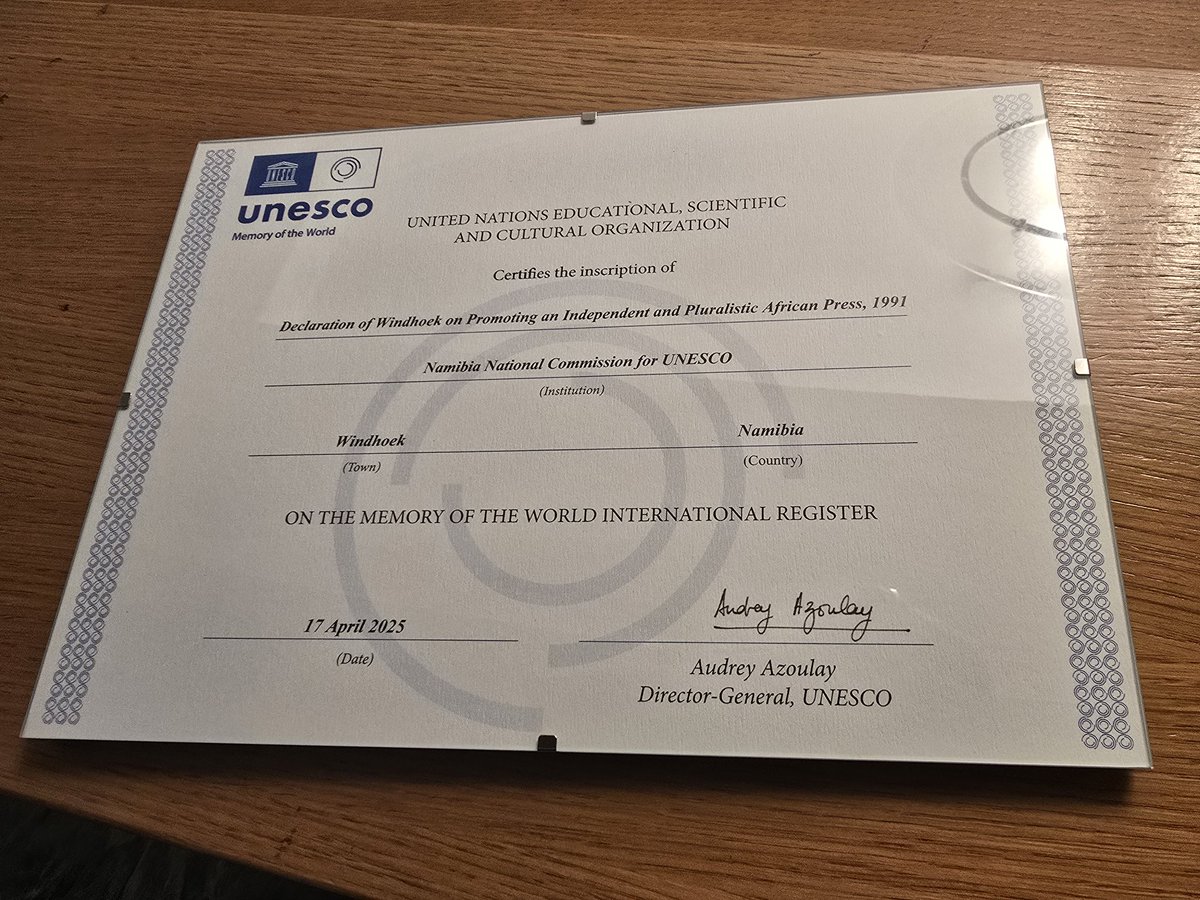 unesco
Memory of the World
UNITED NATIONS EDUCATIONAL, SCIENTIFIC
AND CULTURAL ORGANIZATION
Certifies the inscription of
Declaration of Windhoek on Promoting an Independent and Pluralistic African Press, 1991
Namibia National Commission for UNESCO
(Institution)
Windhoek Namibia
(Town) (Country)
ON THE MEMORY OF THE WORLD INTERNATIONAL REGISTER
Audrey Azoulay
17 April 2025
(Date)
Audrey Azoulay
Director-General, UNESCO